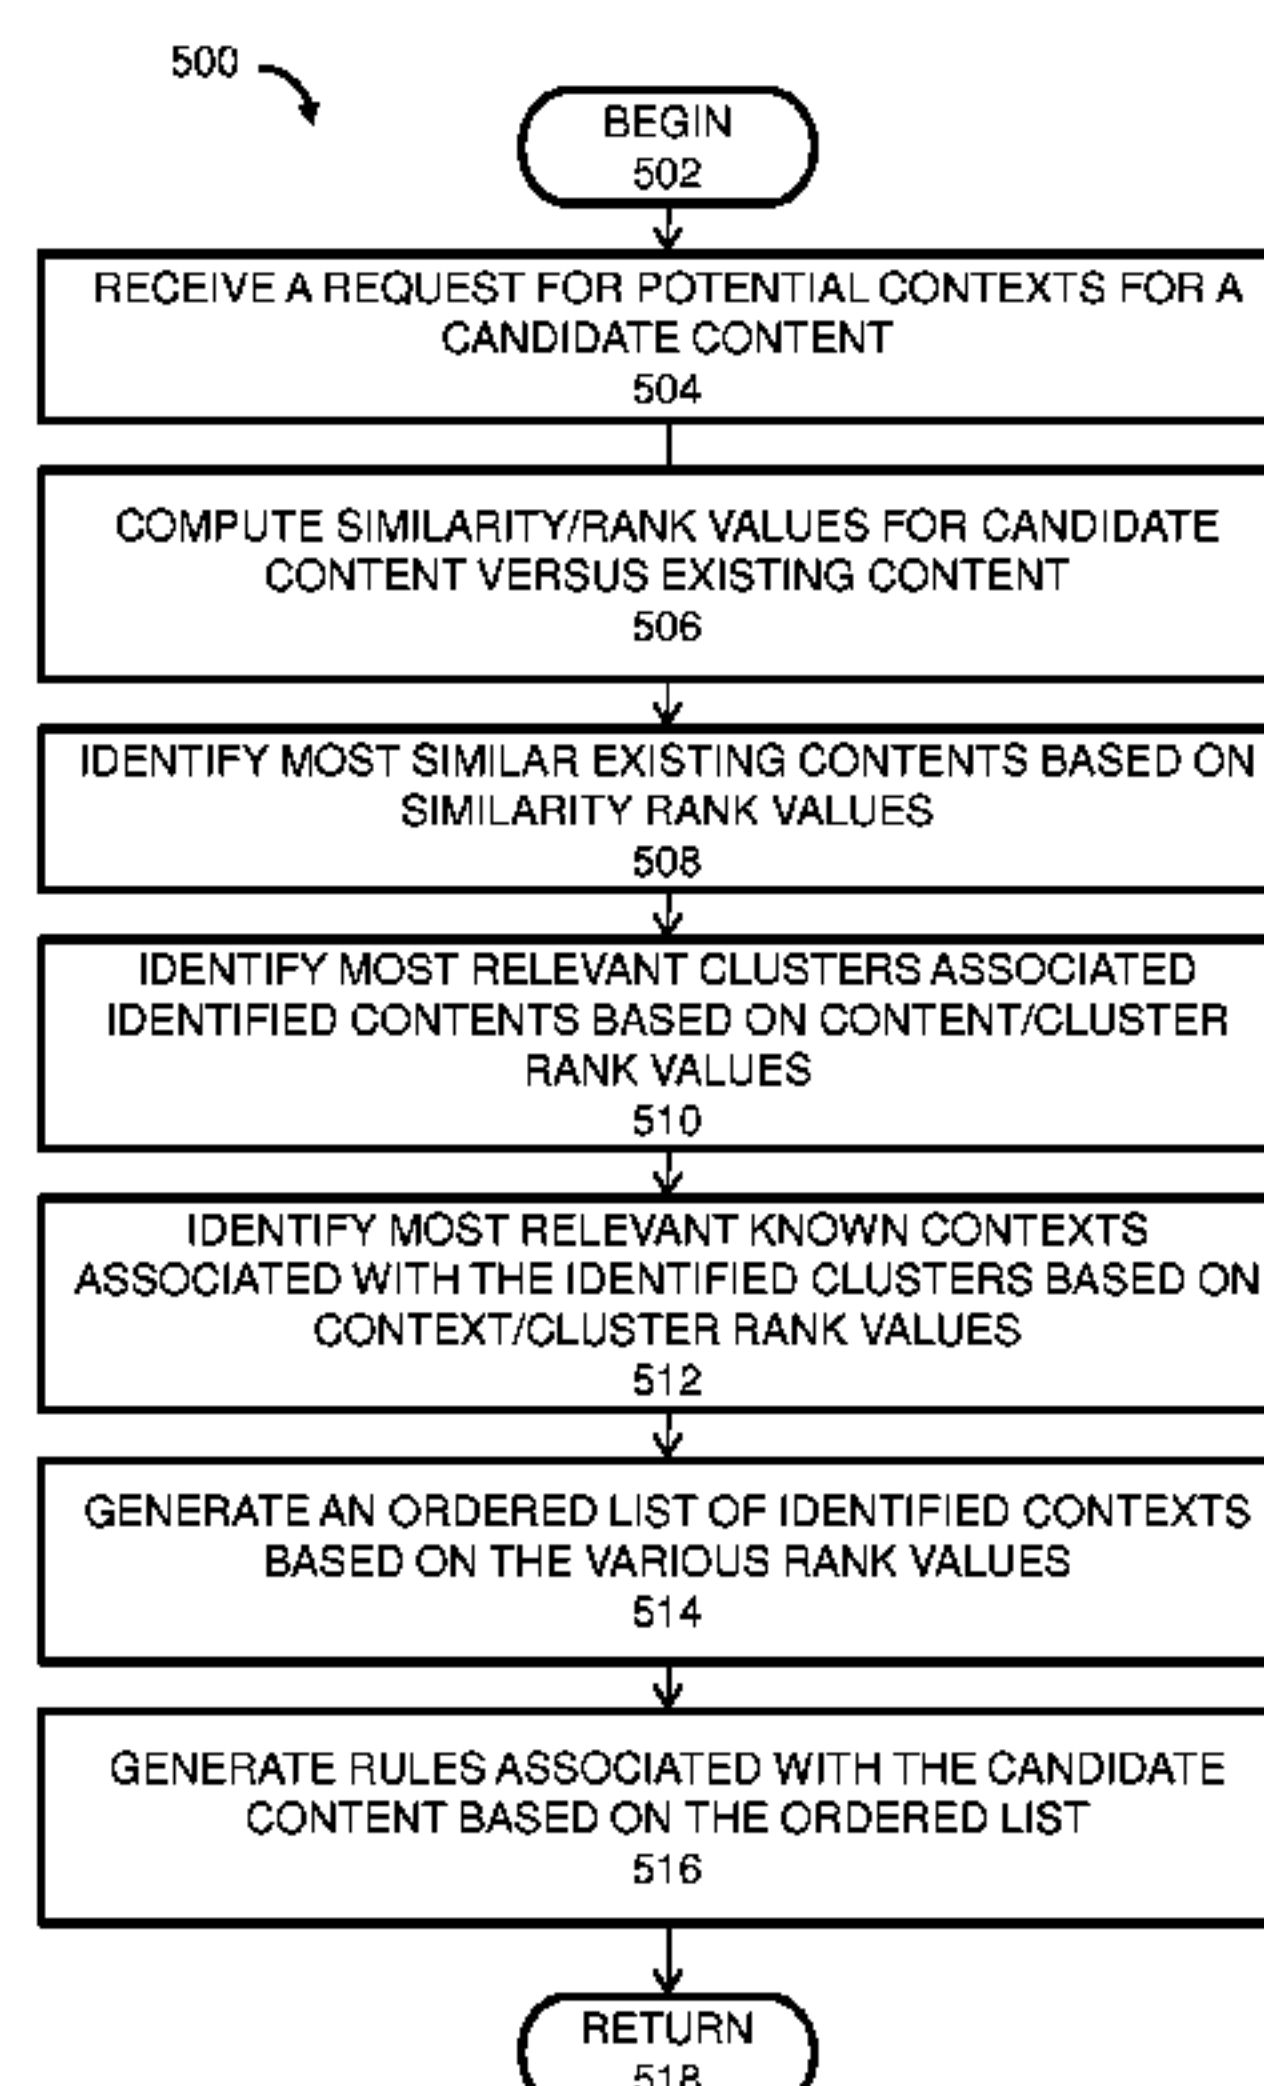 500
BEGIN
502
RECEIVE A REQUEST FOR POTENTIAL CONTEXTS FOR A
CANDIDATE CONTENT
504
COMPUTE SIMILARITY/RANK VALUES FOR CANDIDATE
CONTENT VERSUS EXISTING CONTENT
506
IDENTIFY MOST SIMILAR EXISTING CONTENTS BASED ON
SIMILARITY RANK VALUES
508
IDENTIFY MOST RELEVANT CLUSTERS ASSOCIATED
IDENTIFIED CONTENTS BASED ON CONTENT/CLUSTER
RANK VALUES
510
IDENTIFY MOST RELEVANT KNOWN CONTEXTS
ASSOCIATED WITH THE IDENTIFIED CLUSTERS BASED ON
CONTEXT/CLUSTER RANK VALUES
512
GENERATE AN ORDERED LIST OF IDENTIFIED CONTEXTS
BASED ON THE VARIOUS RANK VALUES
514
GENERATE RULES ASSOCIATED WITH THE CANDIDATE
CONTENT BASED ON THE ORDERED LIST
516
RETURN
518